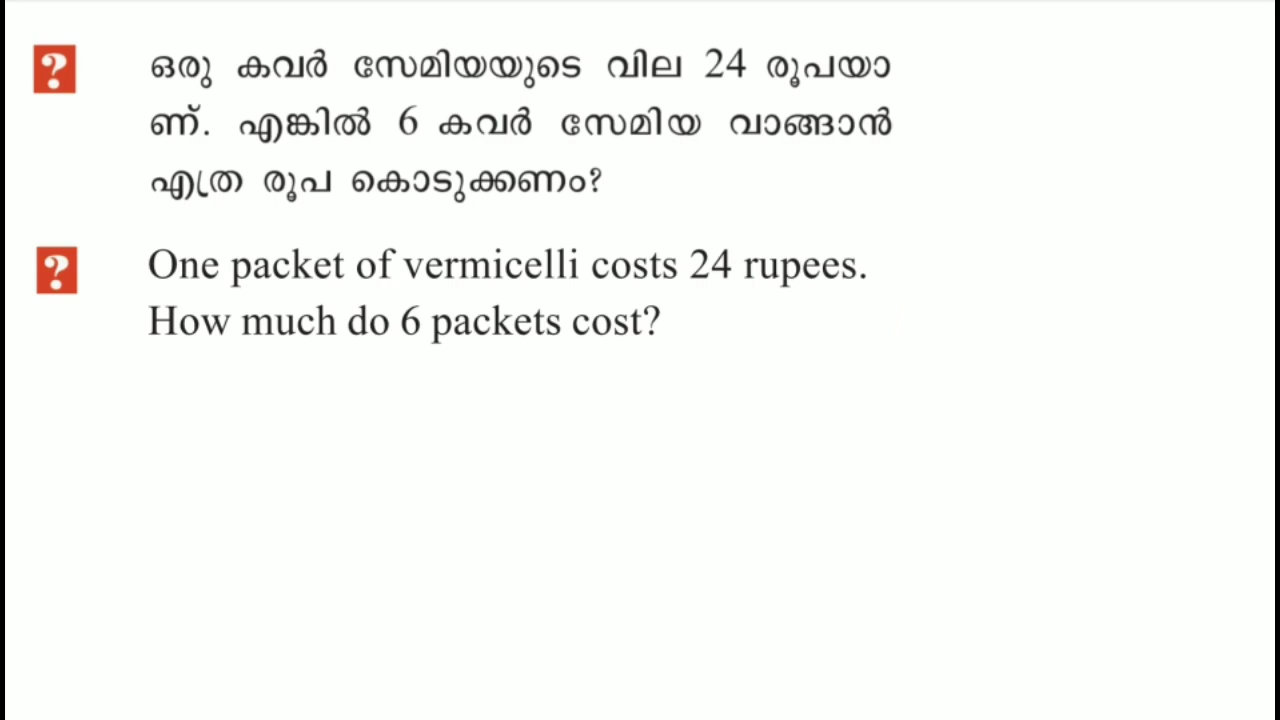 ?
ഒരു കവർ സേമിയയുടെ വില 24 രൂപയാ
ണ്. എങ്കിൽ 6 കവർ സേമിയ വാങ്ങാൻ
എത്ര രൂപ കൊടുക്കണം?
?
One packet of vermicelli costs 24 rupees.
How much do 6 packets cost?